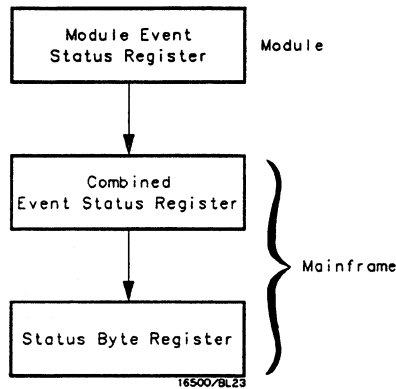 Module Event
Status Register
Module
Combined
Event Status Register
Mainframe
Status Byte Register
16500/BL23